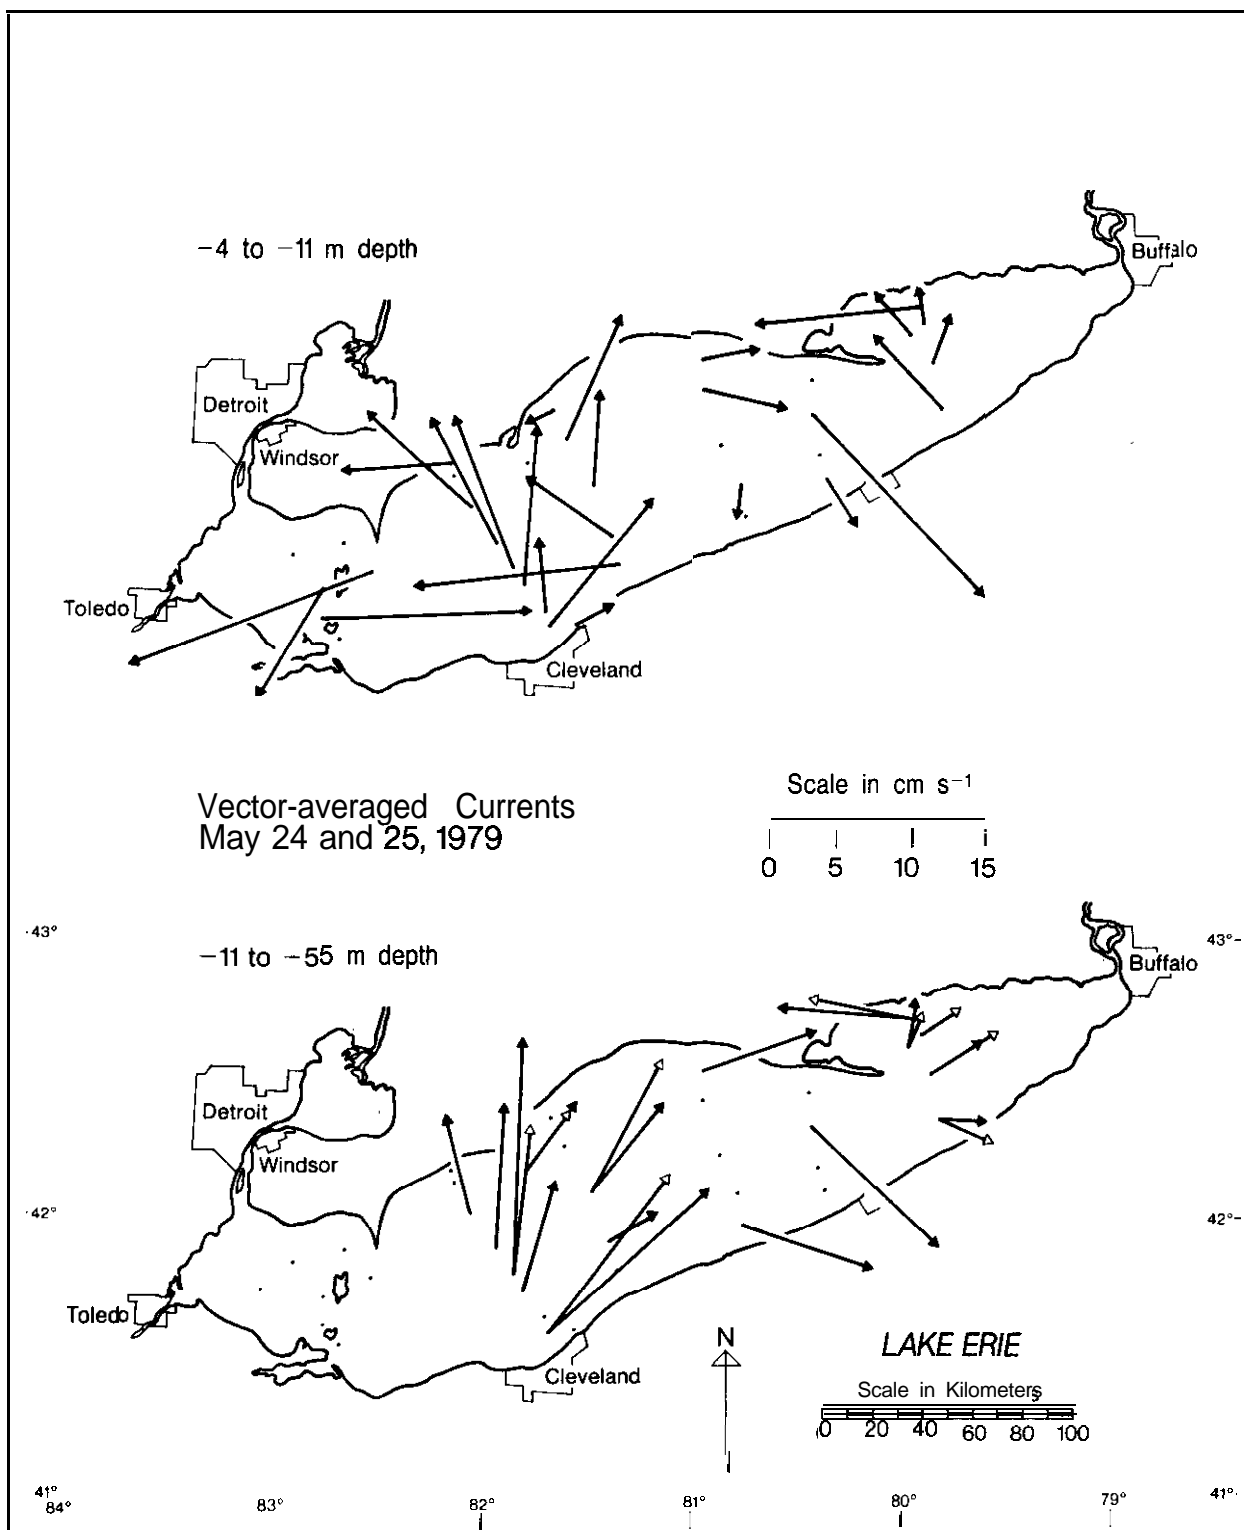 −4 to −11 m depth
Buffalo
Detroit
Windsor
Toledo
Cleveland
Vector-averaged Currents
May 24 and 25, 1979
Scale in cm s⁻¹
0 5 10 15
43° 43°
−11 to −55 m depth
Buffalo
Detroit
Windsor
42° 42°
Toledo
Cleveland
N
LAKE ERIE
Scale in Kilometers
0 20 40 60 80 100
41° 41°
84° 83° 82° 81° 80° 79°